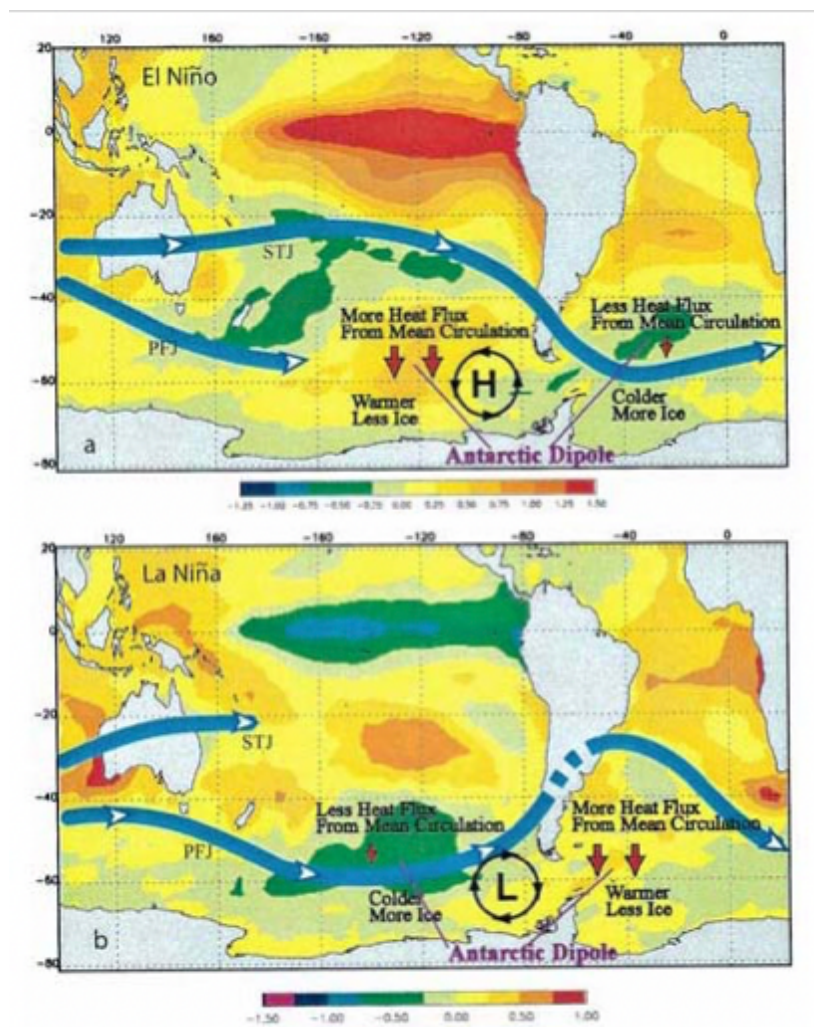 120 160 -160 -120 -80 -40 0
20
El Niño
0
-20
STJ
-40
More Heat Flux
From Mean Circulation
Less Heat Flux
From Mean Circulation
PFJ
-60
H
Warmer
Less Ice
Colder
More Ice
Antarctic Dipole
a
-80
-1.25 -1.00 -0.75 -0.50 -0.25 0.00 0.25 0.50 0.75 1.00 1.25 1.50
120 160 -160 -120 -80 -40 0
20
La Niña
0
-20
STJ
-40
Less Heat Flux
From Mean Circulation
More Heat Flux
From Mean Circulation
PFJ
-60
L
Colder
More Ice
Warmer
Less Ice
Antarctic Dipole
b
-80
-1.50 -1.00 -0.50 0.00 0.50 1.00